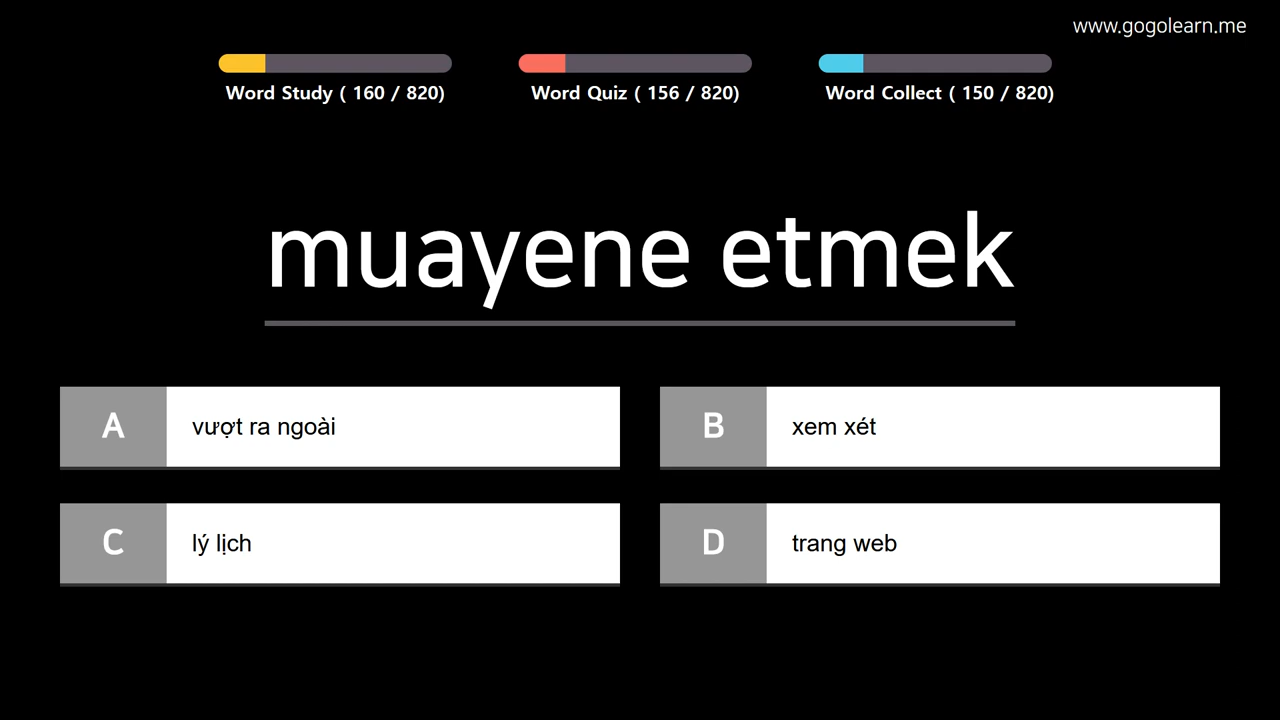 www.gogolearn.me
Word Study ( 160 / 820)
Word Quiz ( 156 / 820)
Word Collect ( 150 / 820)
muayene etmek
A vượt ra ngoài
B xem xét
C lý lịch
D trang web